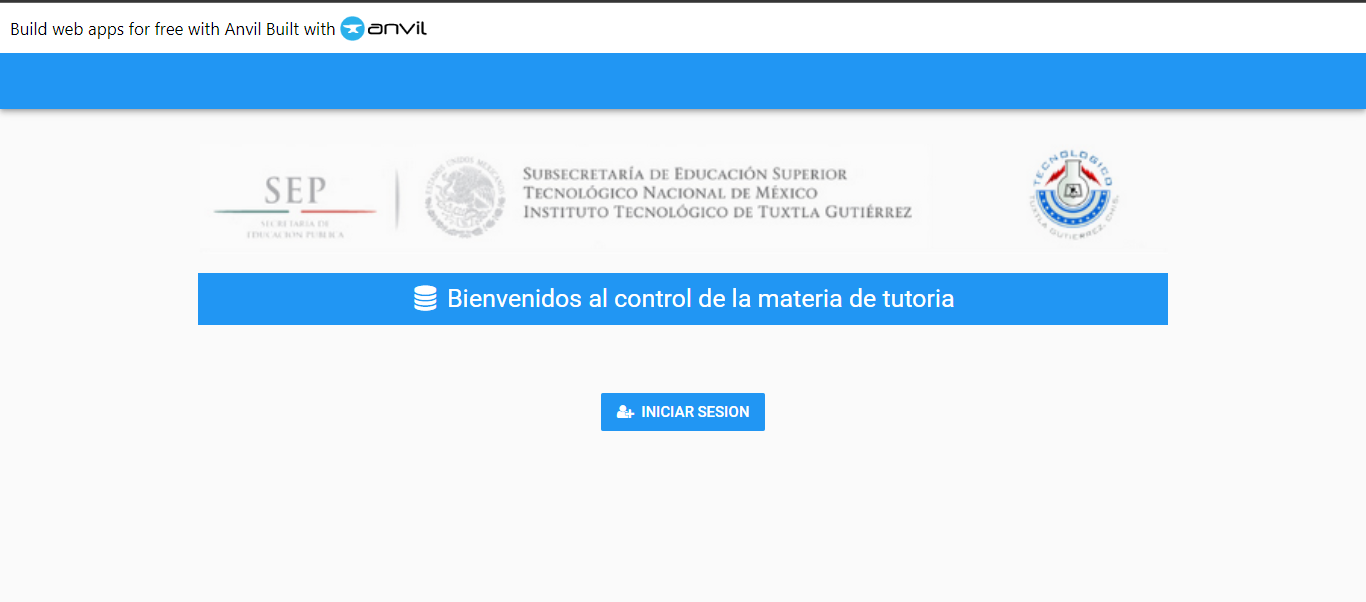 Build web apps for free with Anvil Built with anvil
SEP
SECRETARÍA DE
EDUCACIÓN PÚBLICA
ESTADOS UNIDOS MEXICANOS
SUBSECRETARÍA DE EDUCACIÓN SUPERIOR
TECNOLÓGICO NACIONAL DE MÉXICO
INSTITUTO TECNOLÓGICO DE TUXTLA GUTIÉRREZ
TECNOLOGICO
TUXTLA GUTIERREZ, CHIS.
Bienvenidos al control de la materia de tutoria
INICIAR SESION